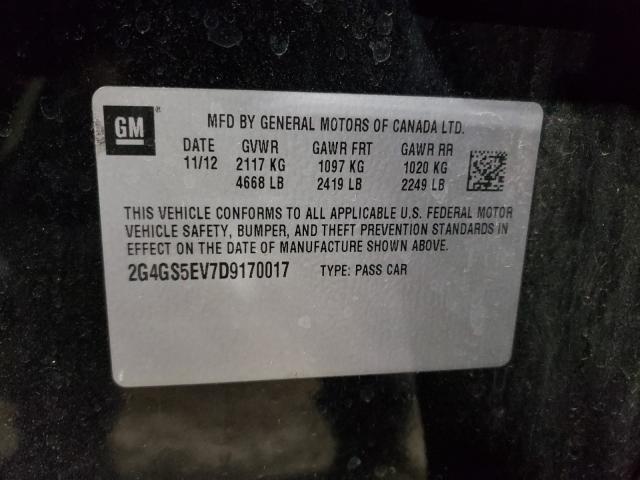 GM ® MFD BY GENERAL MOTORS OF CANADA LTD.
DATE GVWR GAWR FRT GAWR RR
11/12 2117 KG 1097 KG 1020 KG
4668 LB 2419 LB 2249 LB
THIS VEHICLE CONFORMS TO ALL APPLICABLE U.S. FEDERAL MOTOR
VEHICLE SAFETY, BUMPER, AND THEFT PREVENTION STANDARDS IN
EFFECT ON THE DATE OF MANUFACTURE SHOWN ABOVE.
2G4GS5EV7D9170017 TYPE: PASS CAR